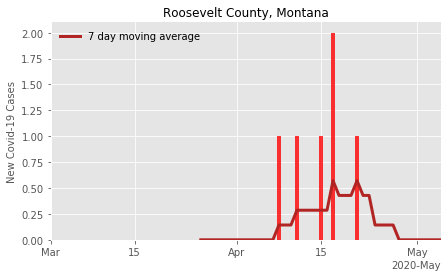 Roosevelt County, Montana
7 day moving average
New Covid-19 Cases
2.00
1.75
1.50
1.25
1.00
0.75
0.50
0.25
0.00
Mar 15 Apr 15 May
2020-May